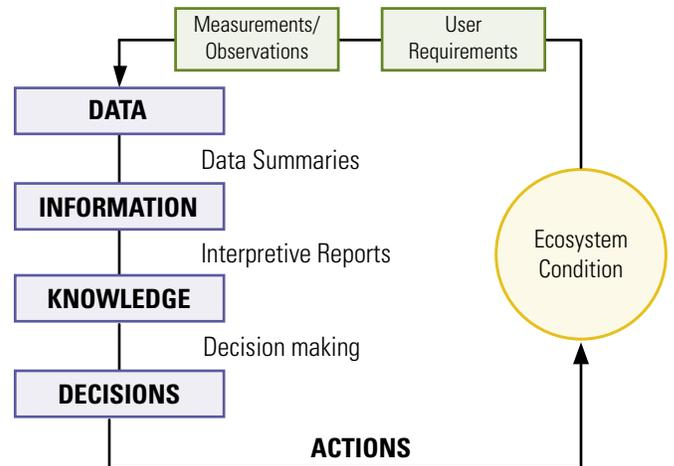 Measurements/
Observations
User
Requirements
DATA
Data Summaries
INFORMATION
Interpretive Reports
KNOWLEDGE
Decision making
DECISIONS
Ecosystem
Condition
ACTIONS